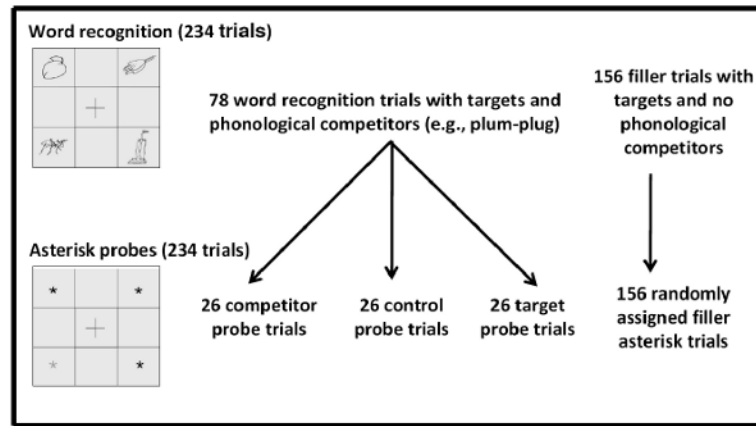 Word recognition (234 trials)
78 word recognition trials with targets and
phonological competitors (e.g., plum-plug)
156 filler trials with
targets and no
phonological
competitors
Asterisk probes (234 trials)
* *
* *
26 competitor
probe trials
26 control
probe trials
26 target
probe trials
156 randomly
assigned filler
asterisk trials